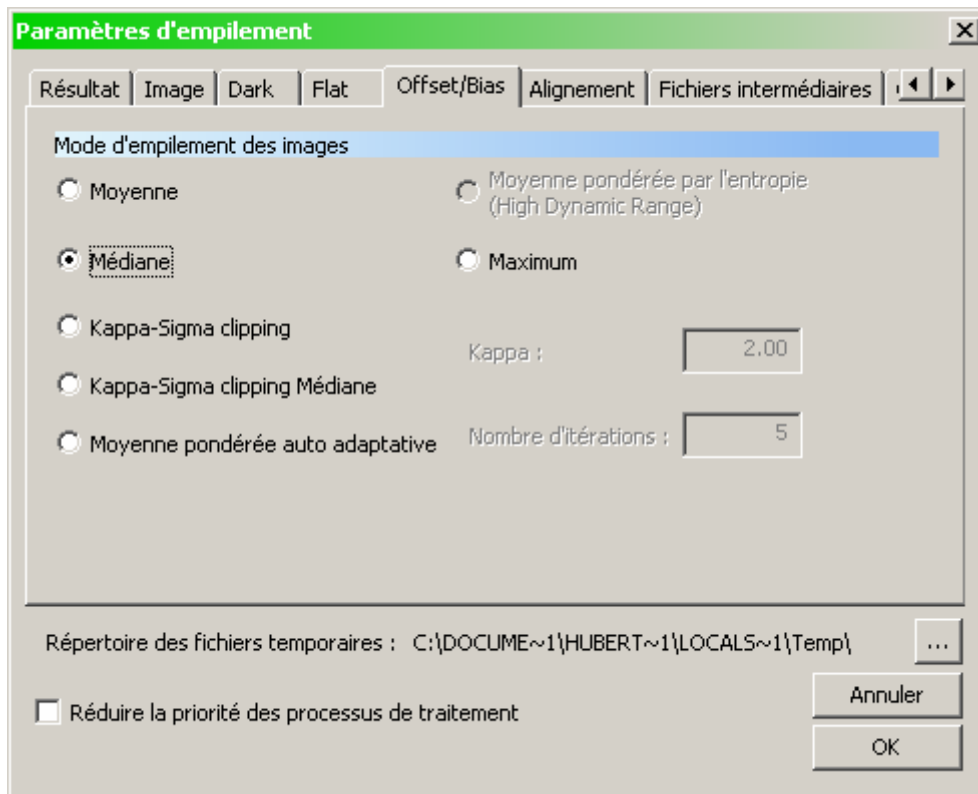 Paramètres d'empilement
Résultat Image Dark Flat Offset/Bias Alignement Fichiers intermédiaires
Mode d'empilement des images
Moyenne
Moyenne pondérée par l'entropie
(High Dynamic Range)
Médiane
Maximum
Kappa-Sigma clipping
Kappa : 2.00
Kappa-Sigma clipping Médiane
Nombre d'itérations : 5
Moyenne pondérée auto adaptative
Répertoire des fichiers temporaires : C:\DOCUME~1\HUBERT~1\LOCALS~1\Temp\ ...
Annuler
Réduire la priorité des processus de traitement
OK